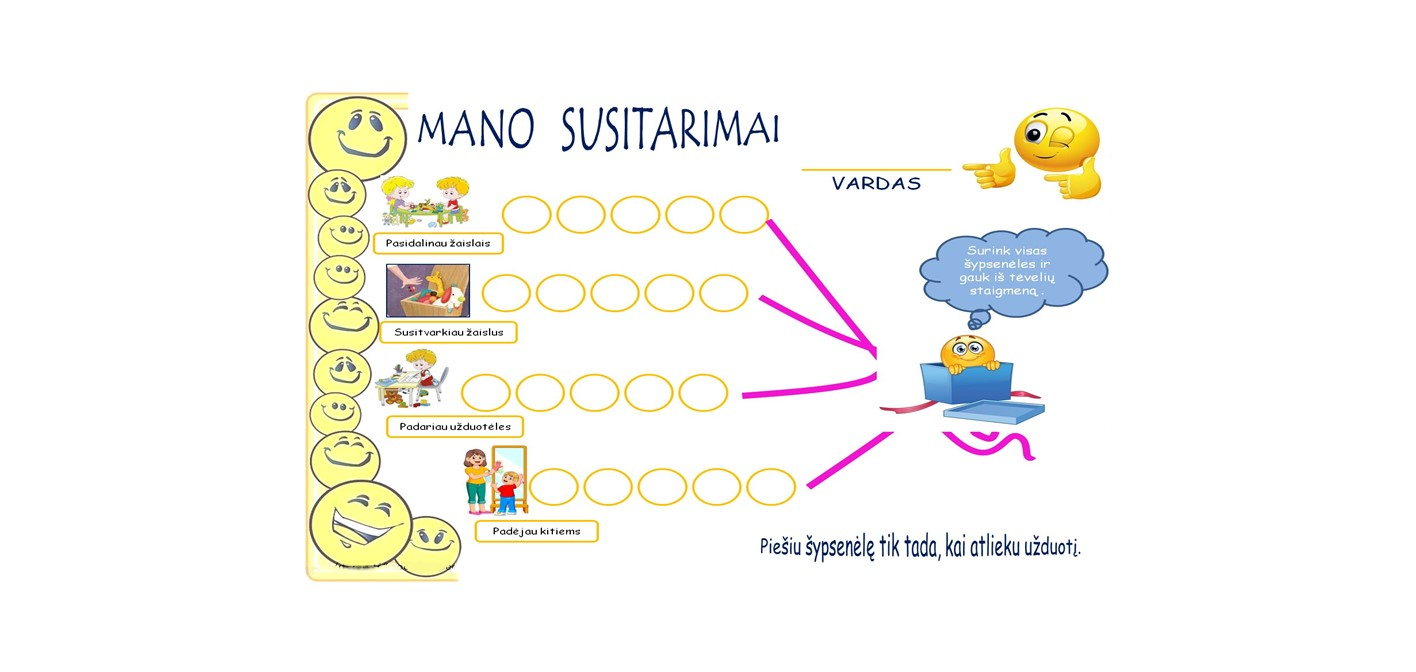 MANO SUSITARIMAI
VARDAS
Pasidalinau žaislais
Surink visas
šypsenėles ir
gauk iš tėvelių
staigmeną .
Susitvarkiau žaislus
Padariau užduotėles
Padėjau kitiems
Piešiu šypsenėlę tik tada, kai atlieku užduotį.